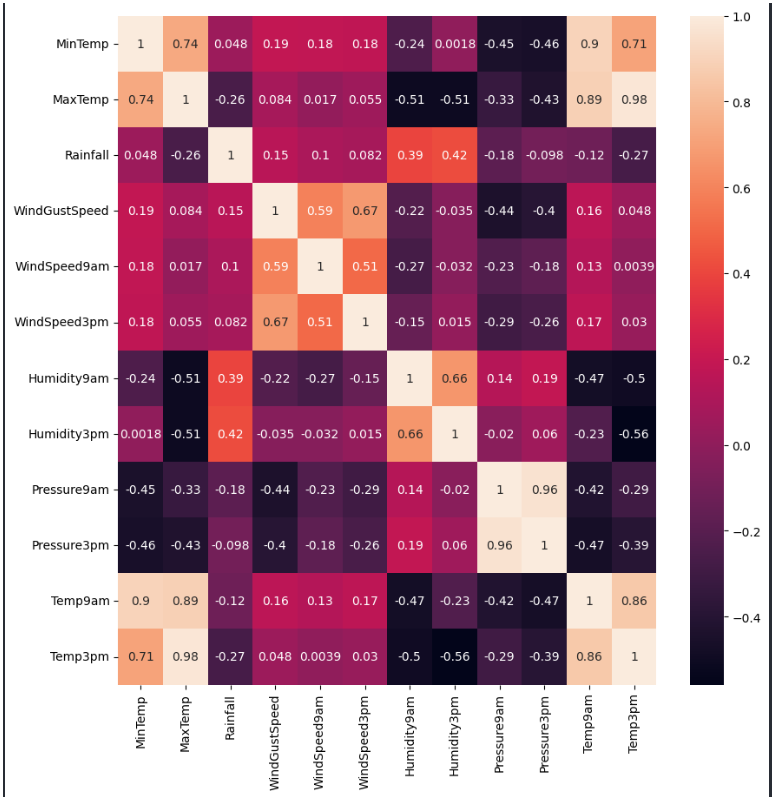 1.0
MinTemp 1 0.74 0.048 0.19 0.18 0.18 -0.24 0.0018 -0.45 -0.46 0.9 0.71
MaxTemp 0.74 1 -0.26 0.084 0.017 0.055 -0.51 -0.51 -0.33 -0.43 0.89 0.98
0.8
Rainfall 0.048 -0.26 1 0.15 0.1 0.082 0.39 0.42 -0.18 -0.098 -0.12 -0.27
0.6
WindGustSpeed 0.19 0.084 0.15 1 0.59 0.67 -0.22 -0.035 -0.44 -0.4 0.16 0.048
WindSpeed9am 0.18 0.017 0.1 0.59 1 0.51 -0.27 -0.032 -0.23 -0.18 0.13 0.0039
0.4
WindSpeed3pm 0.18 0.055 0.082 0.67 0.51 1 -0.15 0.015 -0.29 -0.26 0.17 0.03
0.2
Humidity9am -0.24 -0.51 0.39 -0.22 -0.27 -0.15 1 0.66 0.14 0.19 -0.47 -0.5
Humidity3pm 0.0018 -0.51 0.42 -0.035 -0.032 0.015 0.66 1 -0.02 0.06 -0.23 -0.56
0.0
Pressure9am -0.45 -0.33 -0.18 -0.44 -0.23 -0.29 0.14 -0.02 1 0.96 -0.42 -0.29
−0.2
Pressure3pm -0.46 -0.43 -0.098 -0.4 -0.18 -0.26 0.19 0.06 0.96 1 -0.47 -0.39
Temp9am 0.9 0.89 -0.12 0.16 0.13 0.17 -0.47 -0.23 -0.42 -0.47 1 0.86
−0.4
Temp3pm 0.71 0.98 -0.27 0.048 0.0039 0.03 -0.5 -0.56 -0.29 -0.39 0.86 1
MinTemp
MaxTemp
Rainfall
WindGustSpeed
WindSpeed9am
WindSpeed3pm
Humidity9am
Humidity3pm
Pressure9am
Pressure3pm
Temp9am
Temp3pm